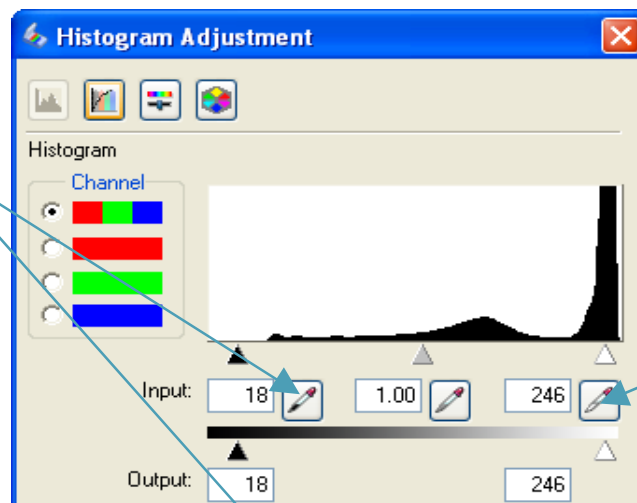 Histogram Adjustment
Histogram
Channel
Input: 18 1.00 246
Output: 18 246